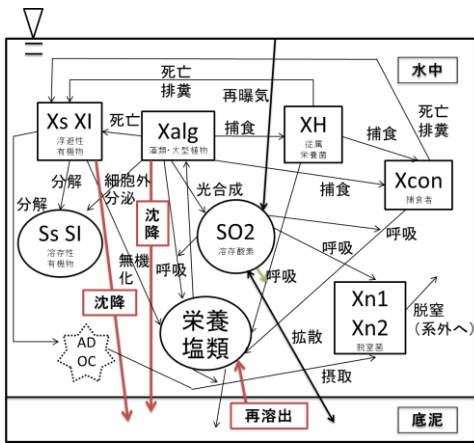 水中
死亡
排糞
再曝気
死亡
排糞
Xs XI
浮遊性
有機物
死亡
Xalg
藻類・大型植物
捕食
XH
従属
栄養菌
捕食
Xcon
捕食者
分解
分解
細胞外
分泌
光合成
捕食
Ss SI
溶存性
有機物
沈降
SO2
溶存酸素
呼吸
無機
化
呼吸
呼吸
沈降
栄養
塩類
Xn1
Xn2
脱窒菌
脱窒
(系外へ)
拡散
AD
OC
摂取
再溶出
底泥